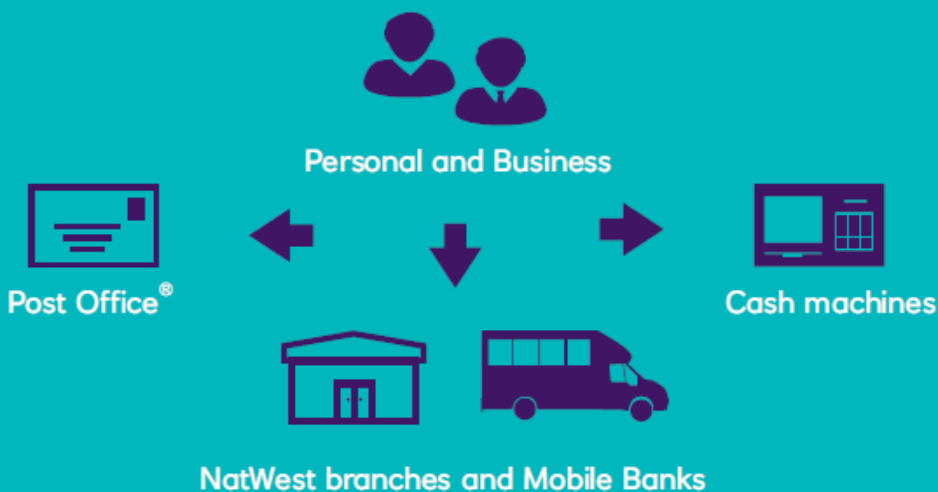 Personal and Business
Post Office®
Cash machines
NatWest branches and Mobile Banks